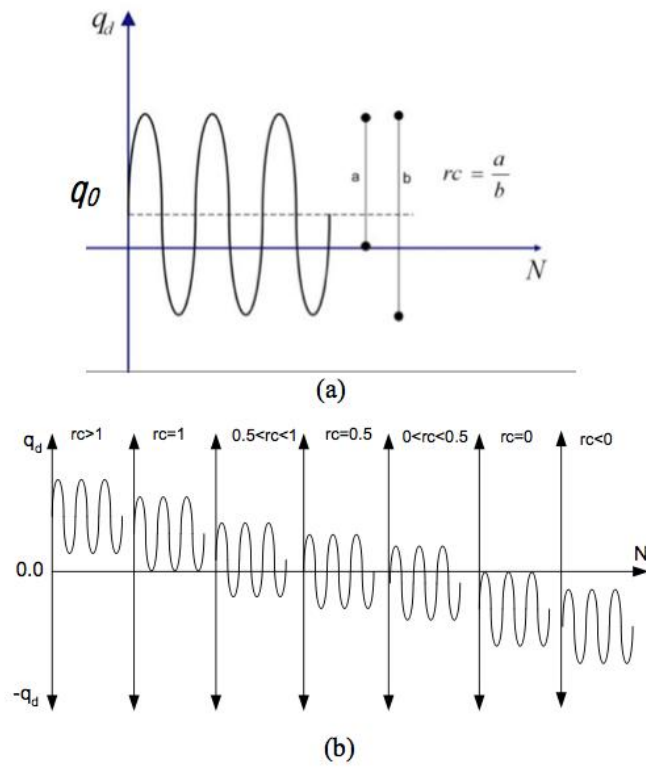 q_d
q_0
a
b
rc = a/b
N
(a)
q_d rc>1 rc=1 0.5<rc<1 rc=0.5 0<rc<0.5 rc=0 rc<0
N
0.0
-q_d
(b)